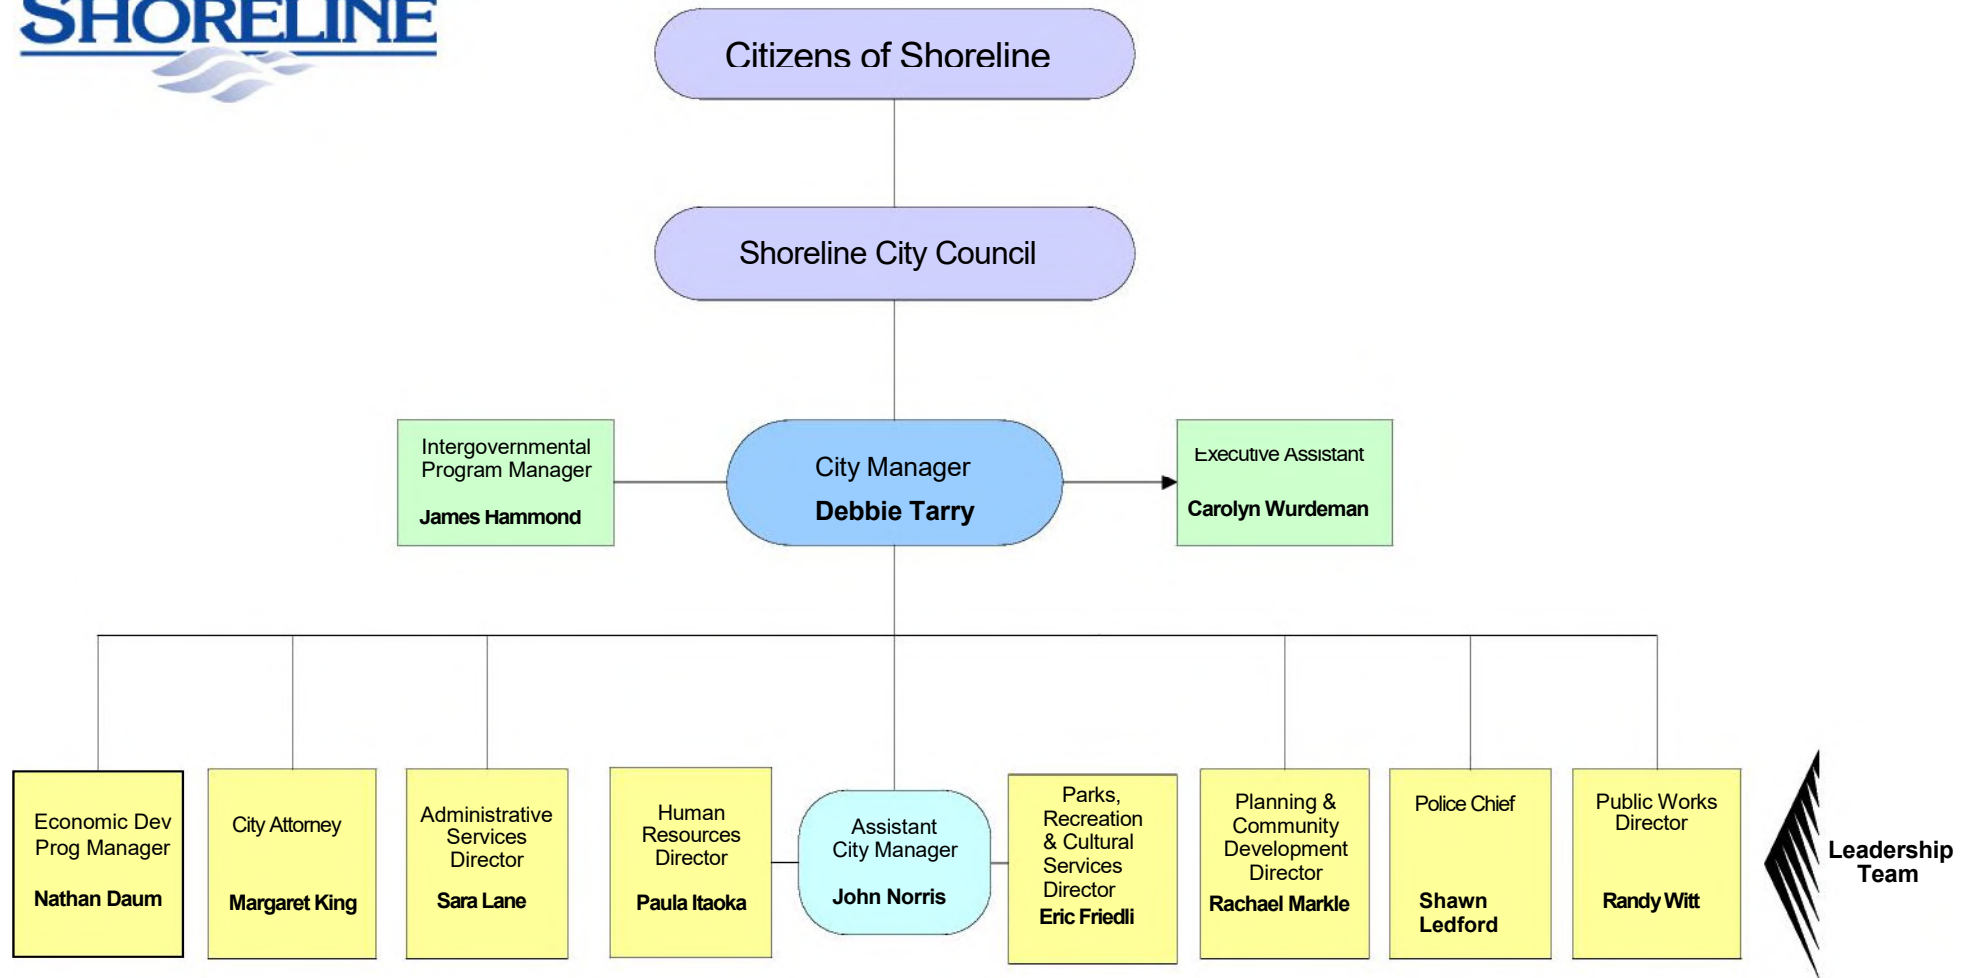 SHORELINE
Citizens of Shoreline
Shoreline City Council
Intergovernmental
Program Manager
James Hammond
City Manager
Debbie Tarry
Executive Assistant
Carolyn Wurdeman
Economic Dev
Prog Manager
Nathan Daum
City Attorney
Margaret King
Administrative
Services
Director
Sara Lane
Human
Resources
Director
Paula Itaoka
Assistant
City Manager
John Norris
Parks,
Recreation
& Cultural
Services
Director
Eric Friedli
Planning &
Community
Development
Director
Rachael Markle
Police Chief
Shawn
Ledford
Public Works
Director
Randy Witt
Leadership
Team